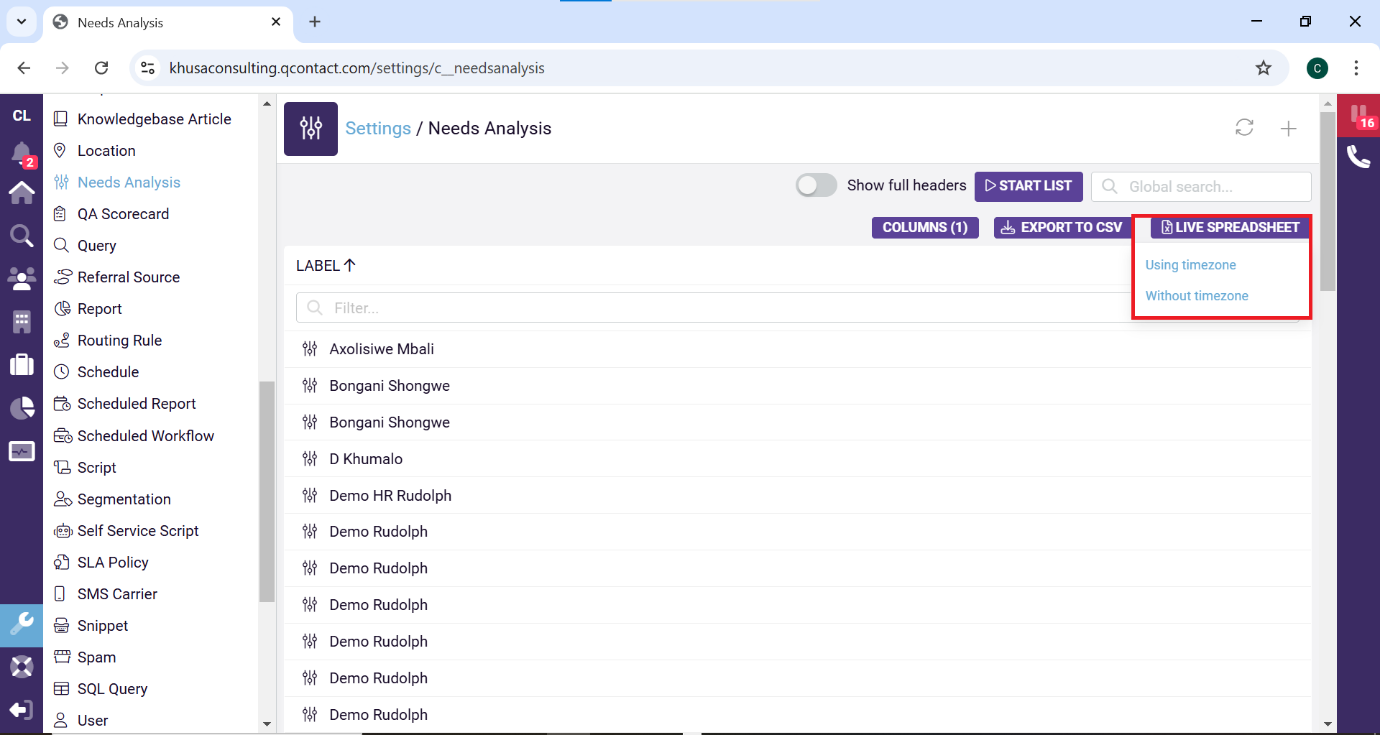 Needs Analysis
khusaconsulting.qcontact.com/settings/c__needsanalysis
C
CL
2
Knowledgebase Article
Location
Needs Analysis
QA Scorecard
Query
Referral Source
Report
Routing Rule
Schedule
Scheduled Report
Scheduled Workflow
Script
Segmentation
Self Service Script
SLA Policy
SMS Carrier
Snippet
Spam
SQL Query
User
Settings / Needs Analysis
Show full headers
START LIST
Global search...
COLUMNS (1)
EXPORT TO CSV
LIVE SPREADSHEET
Using timezone
Without timezone
LABEL
Filter...
Axolisiwe Mbali
Bongani Shongwe
Bongani Shongwe
D Khumalo
Demo HR Rudolph
Demo Rudolph
Demo Rudolph
Demo Rudolph
Demo Rudolph
Demo Rudolph
Demo Rudolph
16